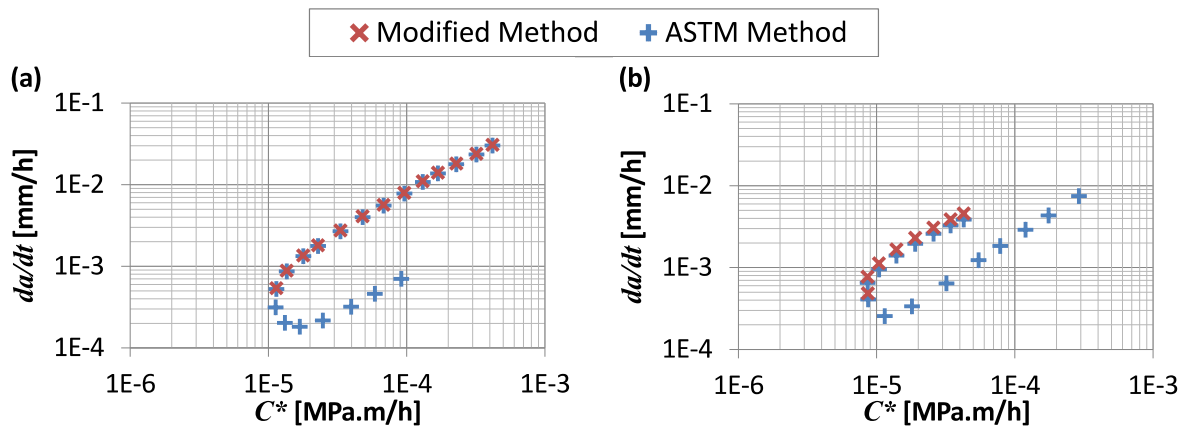 Modified Method ASTM Method
(a)
da/dt [mm/h]
1E-1
1E-2
1E-3
1E-4
1E-6 1E-5 1E-4 1E-3
C* [MPa.m/h]
(b)
da/dt [mm/h]
1E-1
1E-2
1E-3
1E-4
1E-6 1E-5 1E-4 1E-3
C* [MPa.m/h]